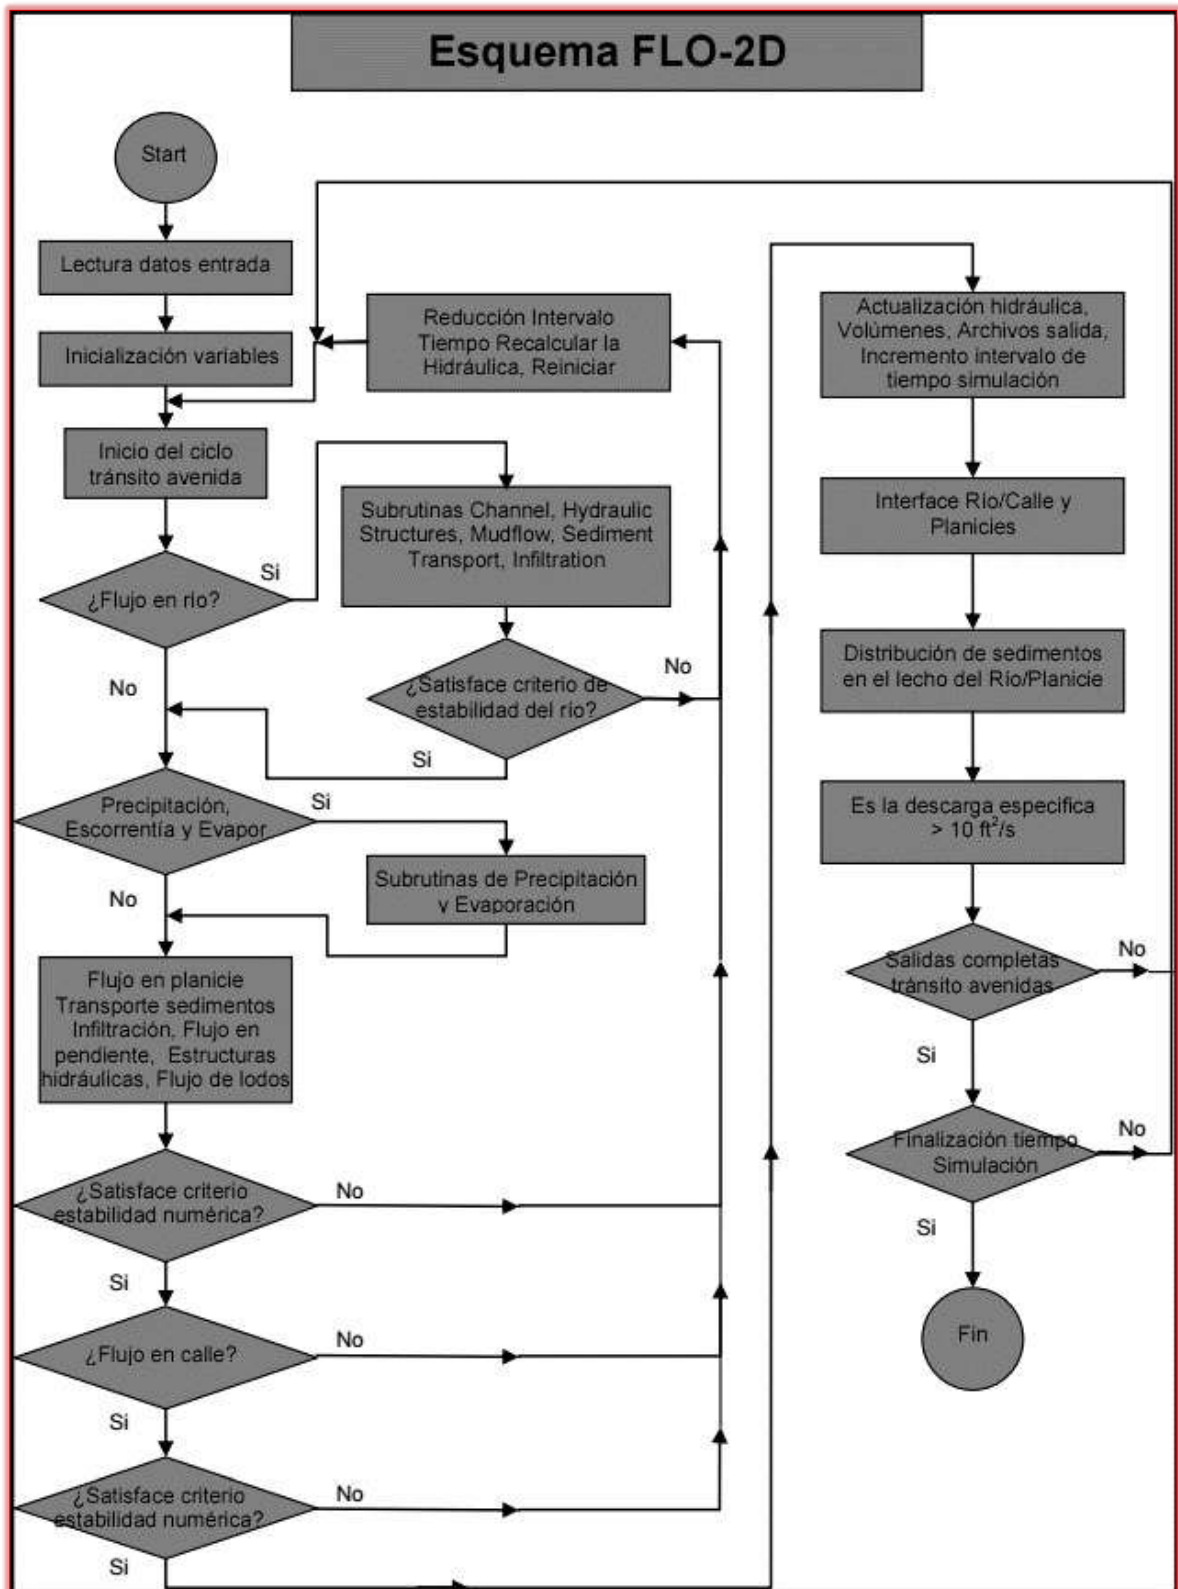 Esquema FLO-2D
Start
Lectura datos entrada
Inicialización variables
Reducción Intervalo
Tiempo Recalcular la
Hidráulica, Reiniciar
Inicio del ciclo
tránsito avenida
Subrutinas Channel, Hydraulic
Structures, Mudflow, Sediment
Transport, Infiltration
Si
¿Flujo en río?
No
¿Satisface criterio de
estabilidad del río?
No
Si
Precipitación,
Escorrentía y Evapor
Si
No
Subrutinas de Precipitación
y Evaporación
Flujo en planicie
Transporte sedimentos
Infiltración, Flujo en
pendiente, Estructuras
hidráulicas, Flujo de lodos
¿Satisface criterio
estabilidad numérica?
No
Si
¿Flujo en calle?
No
Si
¿Satisface criterio
estabilidad numérica?
No
Si
Actualización hidráulica,
Volúmenes, Archivos salida,
Incremento intervalo de
tiempo simulación
Interface Río/Calle y
Planicies
Distribución de sedimentos
en el lecho del Río/Planicie
Es la descarga especifica
> 10 ft²/s
Salidas completas
tránsito avenidas
No
Si
Finalización tiempo
Simulación
No
Si
Fin